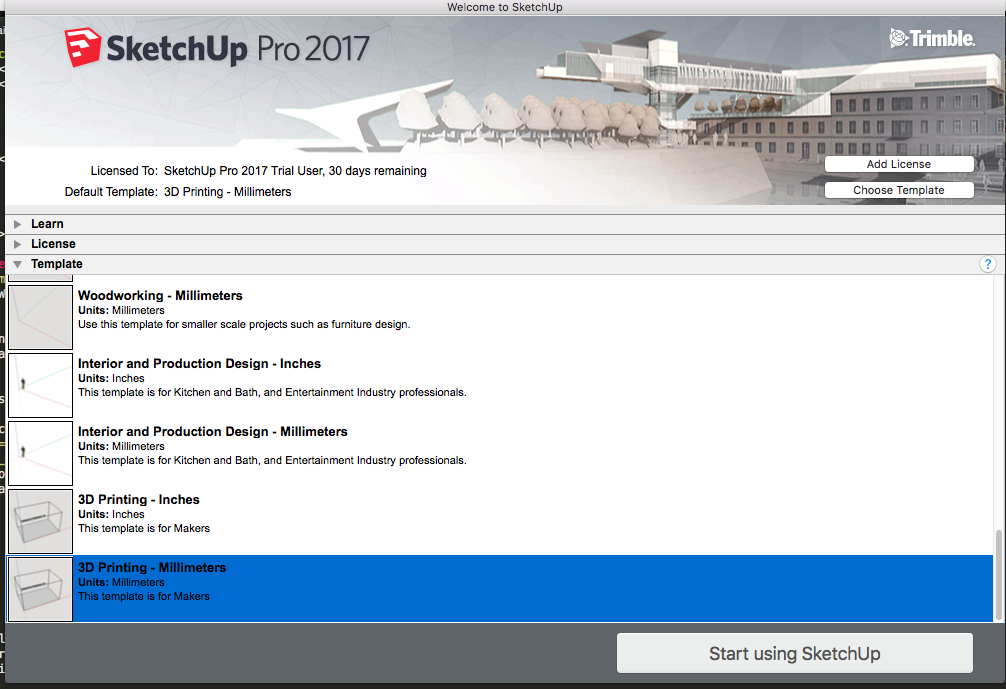 Welcome to SketchUp
SketchUp Pro 2017
Trimble.
UNIVERSITÉ INTERNATIONALE
Licensed To: SketchUp Pro 2017 Trial User, 30 days remaining
Add License
Default Template: 3D Printing - Millimeters
Choose Template
Learn
License
Template
?
Woodworking - Millimeters
Units: Millimeters
Use this template for smaller scale projects such as furniture design.
Interior and Production Design - Inches
Units: Inches
This template is for Kitchen and Bath, and Entertainment Industry professionals.
Interior and Production Design - Millimeters
Units: Millimeters
This template is for Kitchen and Bath, and Entertainment Industry professionals.
3D Printing - Inches
Units: Inches
This template is for Makers
3D Printing - Millimeters
Units: Millimeters
This template is for Makers
Start using SketchUp